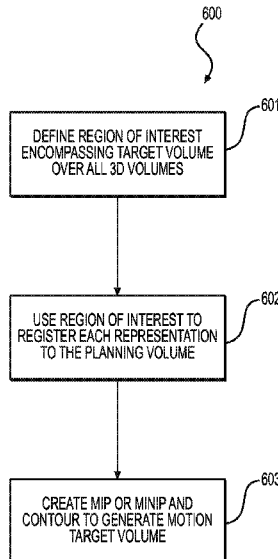 600
601
DEFINE REGION OF INTEREST
ENCOMPASSING TARGET VOLUME
OVER ALL 3D VOLUMES
602
USE REGION OF INTEREST TO
REGISTER EACH REPRESENTATION
TO THE PLANNING VOLUME
603
CREATE MIP OR MINIP AND
CONTOUR TO GENERATE MOTION
TARGET VOLUME